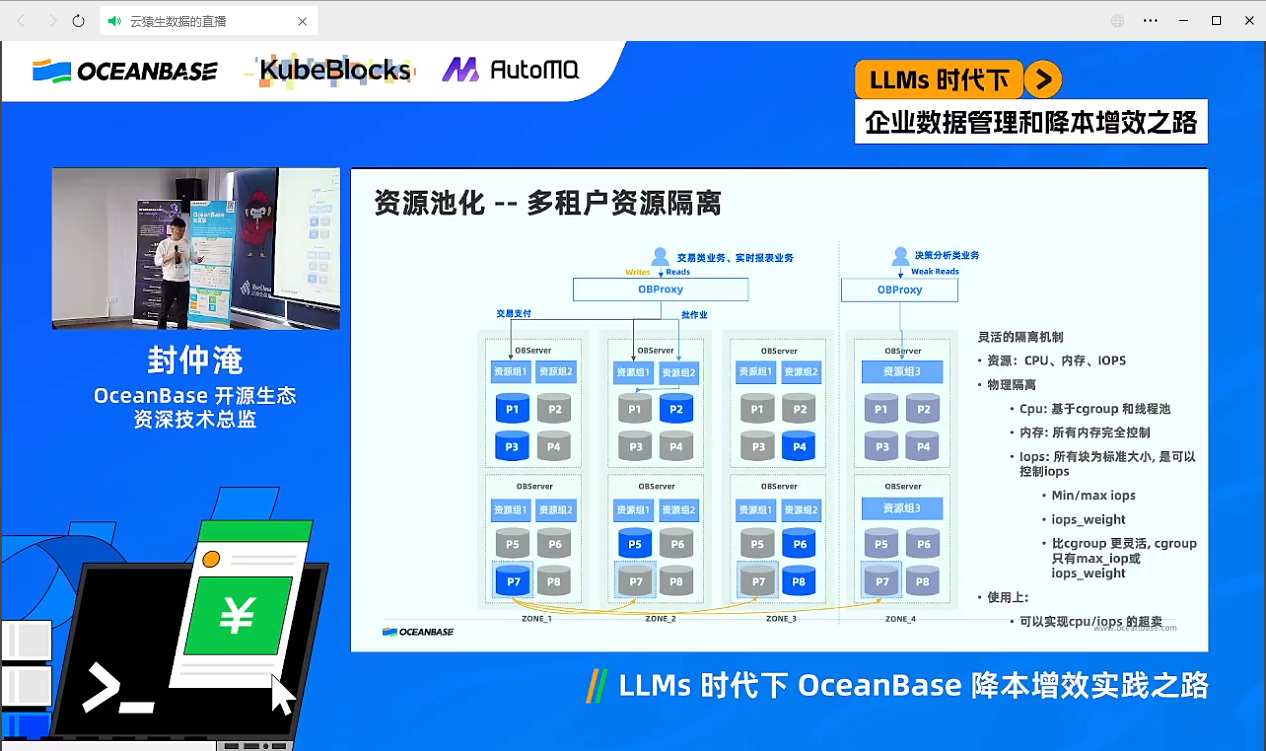 云猿生数据的直播
OCEANBASE
KubeBlocks
AutoMQ
LLMs 时代下
企业数据管理和降本增效之路
OceanBase
封仲淹
OceanBase 开源生态
资深技术总监
资源池化 -- 多租户资源隔离
交易类业务、实时报表业务
Writes Reads
OBProxy
交易支付
批作业
决策分析类业务
Weak Reads
OBProxy
OBServer
资源组1 资源组2
P1 P2
P3 P4
OBServer
资源组1 资源组2
P1 P2
P3 P4
OBServer
资源组1 资源组2
P1 P2
P3 P4
OBServer
资源组3
P1 P2
P3 P4
OBServer
资源组1 资源组2
P5 P6
P7 P8
OBServer
资源组1 资源组2
P5 P6
P7 P8
OBServer
资源组1 资源组2
P5 P6
P7 P8
OBServer
资源组3
P5 P6
P7 P8
ZONE_1
ZONE_2
ZONE_3
ZONE_4
灵活的隔离机制
• 资源：CPU、内存、IOPS
• 物理隔离
• Cpu: 基于cgroup 和线程池
• 内存: 所有内存完全控制
• Iops: 所有块为标准大小, 是可以
控制iops
• Min/max iops
• iops_weight
• 比cgroup 更灵活, cgroup
只有max_iop或
iops_weight
• 使用上:
• 可以实现cpu/iops 的超卖
OCEANBASE
www.oceanbase.com
¥
>_
LLMs 时代下 OceanBase 降本增效实践之路